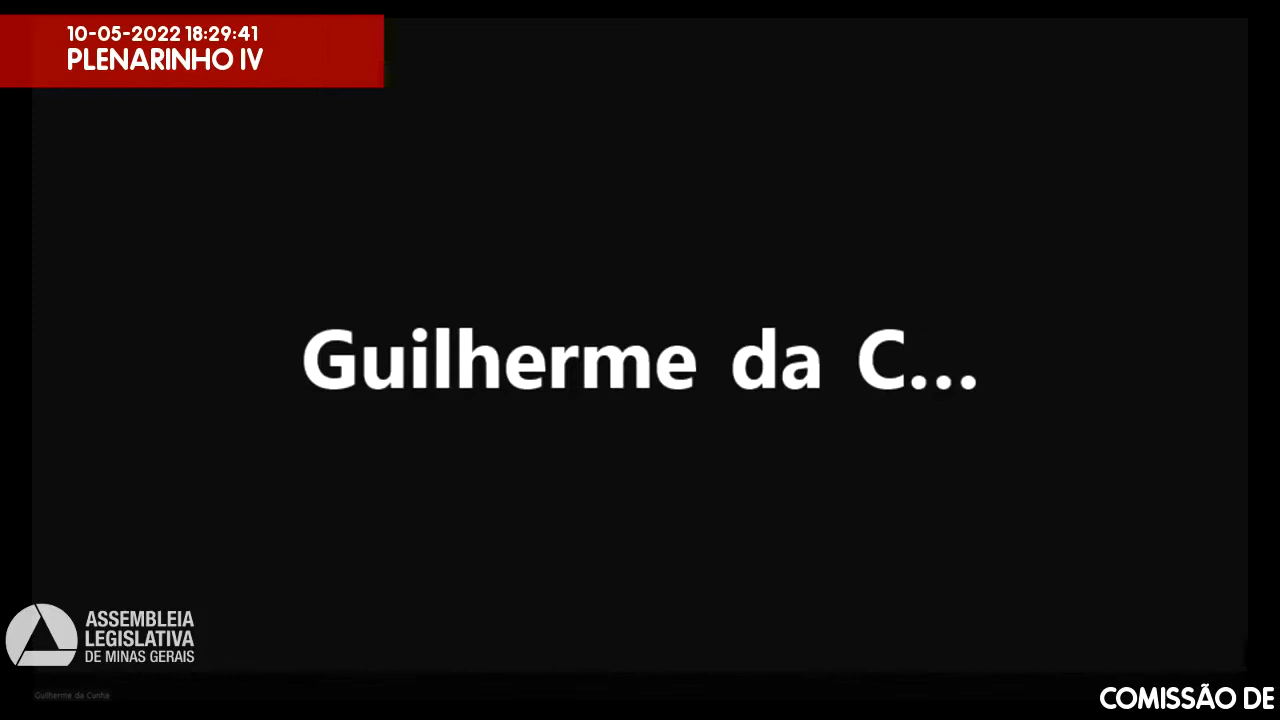 10-05-2022 18:29:41
PLENARINHO IV
Guilherme da C...
ASSEMBLEIA
LEGISLATIVA
DE MINAS GERAIS
Guilherme da Cunha
COMISSÃO DE